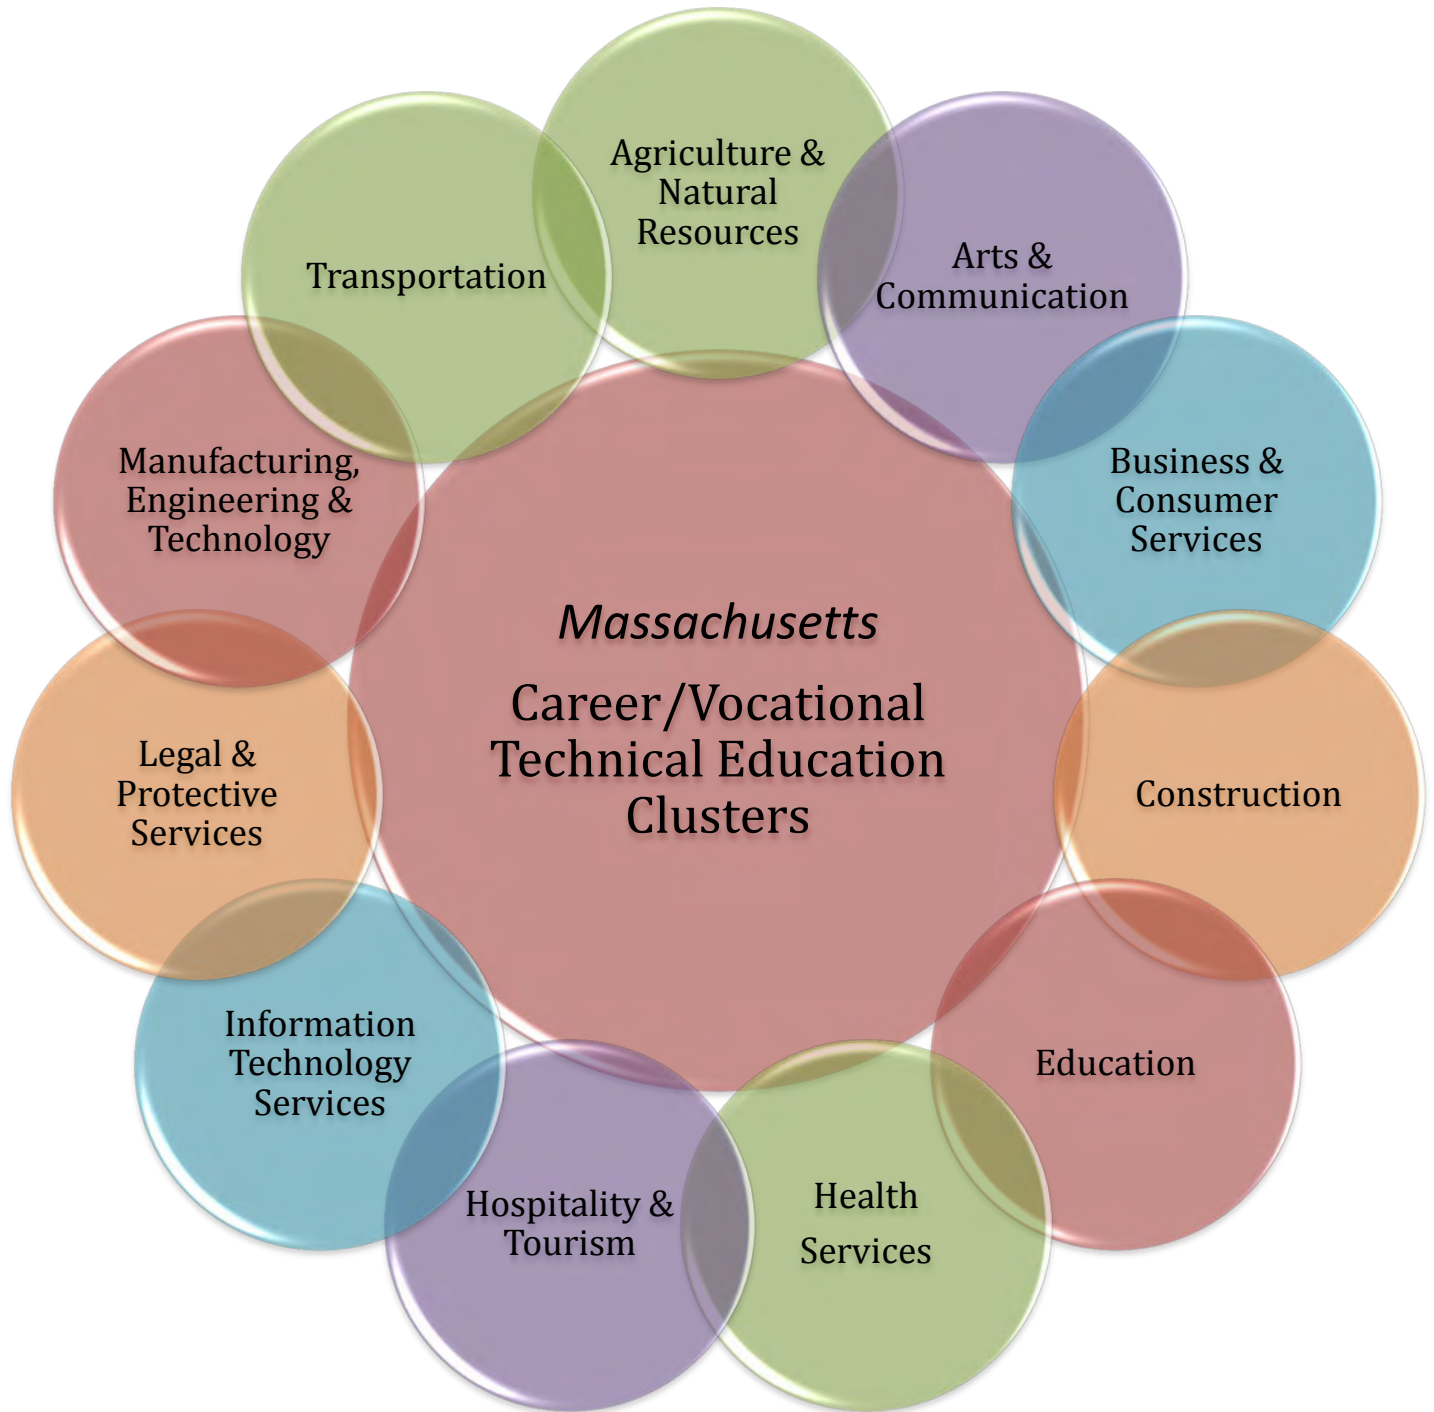 Agriculture &
Natural
Resources
Arts &
Communication
Business &
Consumer
Services
Construction
Education
Health
Services
Hospitality &
Tourism
Information
Technology
Services
Legal &
Protective
Services
Manufacturing,
Engineering &
Technology
Transportation
Massachusetts
Career/Vocational
Technical Education
Clusters